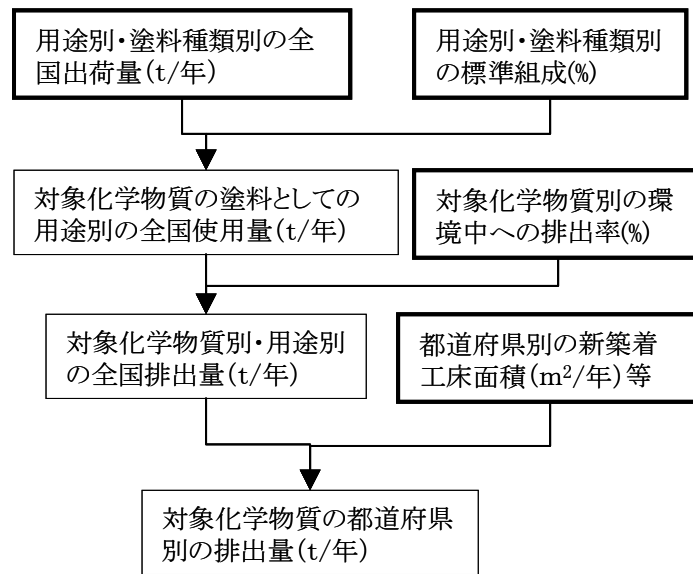 用途別・塗料種類別の全
国出荷量(t/年)
用途別・塗料種類別
の標準組成(%)
対象化学物質の塗料としての
用途別の全国使用量(t/年)
対象化学物質別の環
境中への排出率(%)
対象化学物質別・用途別
の全国排出量(t/年)
都道府県別の新築着
工床面積(m²/年)等
対象化学物質の都道府県
別の排出量(t/年)